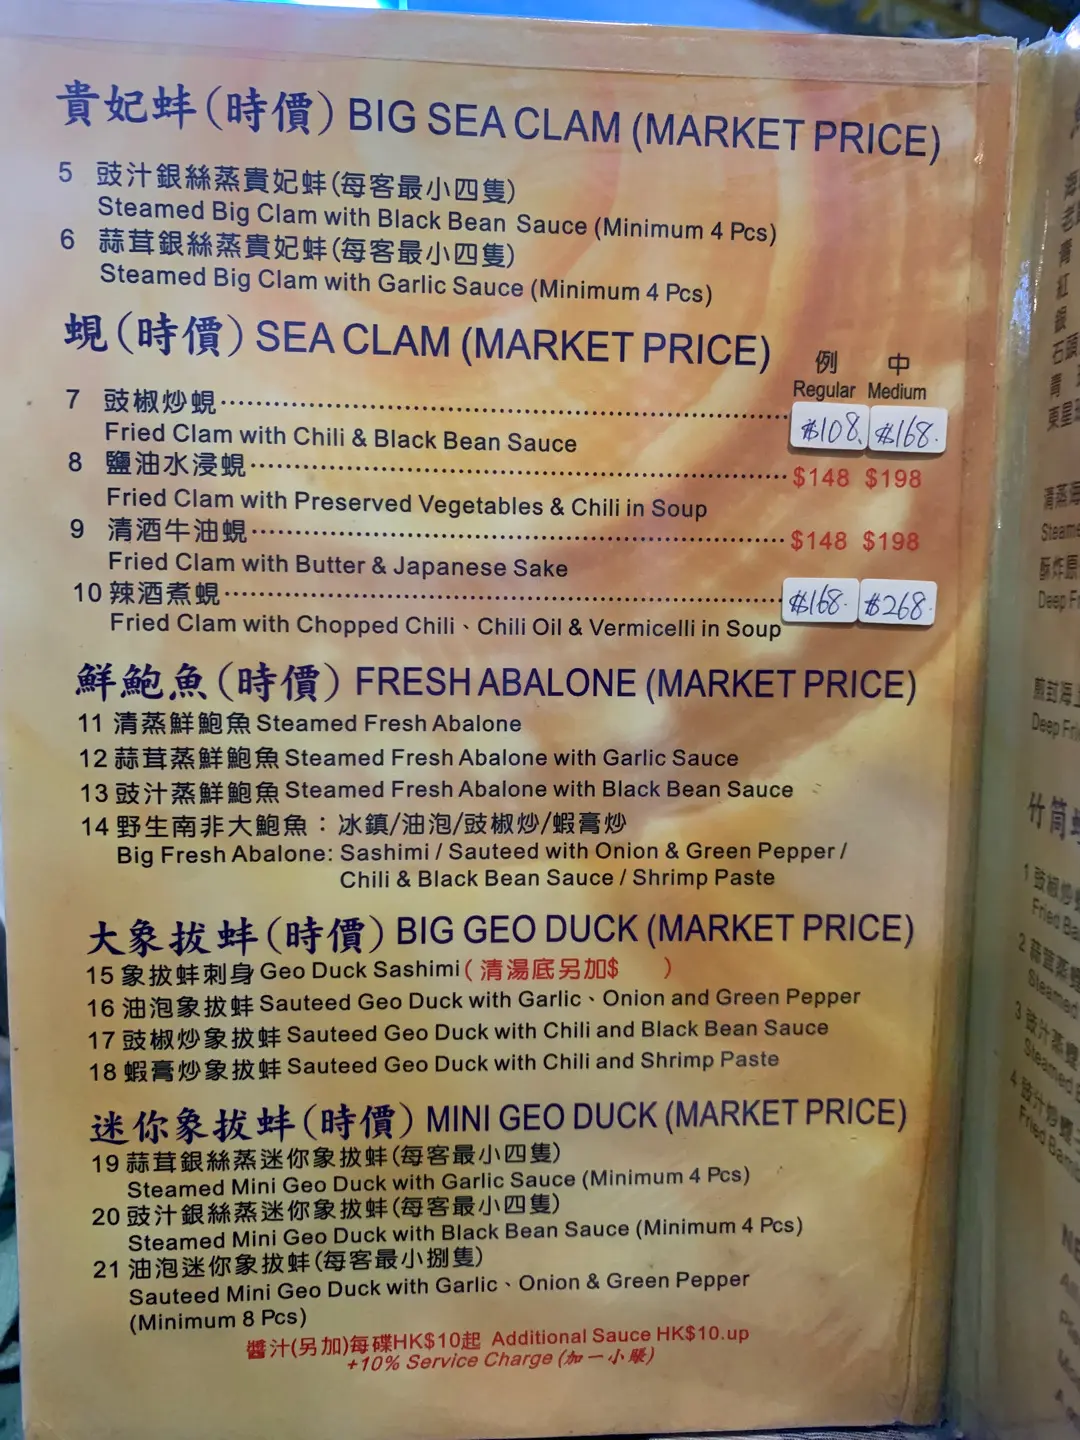 貴妃蚌(時價) BIG SEA CLAM (MARKET PRICE)
5 豉汁銀絲蒸貴妃蚌(每客最小四隻)
Steamed Big Clam with Black Bean Sauce (Minimum 4 Pcs)
6 蒜茸銀絲蒸貴妃蚌(每客最小四隻)
Steamed Big Clam with Garlic Sauce (Minimum 4 Pcs)
蜆(時價) SEA CLAM (MARKET PRICE)
例 中
Regular Medium
7 豉椒炒蜆 $108. $168.
Fried Clam with Chili & Black Bean Sauce
8 鹽油水浸蜆 $148 $198
Fried Clam with Preserved Vegetables & Chili in Soup
9 清酒牛油蜆 $148 $198
Fried Clam with Butter & Japanese Sake
10 辣酒煮蜆 $168. $268.
Fried Clam with Chopped Chili、Chili Oil & Vermicelli in Soup
鮮鮑魚(時價) FRESH ABALONE (MARKET PRICE)
11 清蒸鮮鮑魚 Steamed Fresh Abalone
12 蒜茸蒸鮮鮑魚 Steamed Fresh Abalone with Garlic Sauce
13 豉汁蒸鮮鮑魚 Steamed Fresh Abalone with Black Bean Sauce
14 野生南非大鮑魚：冰鎮/油泡/豉椒炒/蝦膏炒
Big Fresh Abalone: Sashimi / Sauteed with Onion & Green Pepper /
Chili & Black Bean Sauce / Shrimp Paste
大象拔蚌(時價) BIG GEO DUCK (MARKET PRICE)
15 象拔蚌刺身 Geo Duck Sashimi (清湯底另加$ )
16 油泡象拔蚌 Sauteed Geo Duck with Garlic、Onion and Green Pepper
17 豉椒炒象拔蚌 Sauteed Geo Duck with Chili and Black Bean Sauce
18 蝦膏炒象拔蚌 Sauteed Geo Duck with Chili and Shrimp Paste
迷你象拔蚌(時價) MINI GEO DUCK (MARKET PRICE)
19 蒜茸銀絲蒸迷你象拔蚌(每客最小四隻)
Steamed Mini Geo Duck with Garlic Sauce (Minimum 4 Pcs)
20 豉汁銀絲蒸迷你象拔蚌(每客最小四隻)
Steamed Mini Geo Duck with Black Bean Sauce (Minimum 4 Pcs)
21 油泡迷你象拔蚌(每客最小捌隻)
Sauteed Mini Geo Duck with Garlic、Onion & Green Pepper
(Minimum 8 Pcs)
醬汁(另加)每碟HK$10起 Additional Sauce HK$10.up
+10% Service Charge (加一小賬)